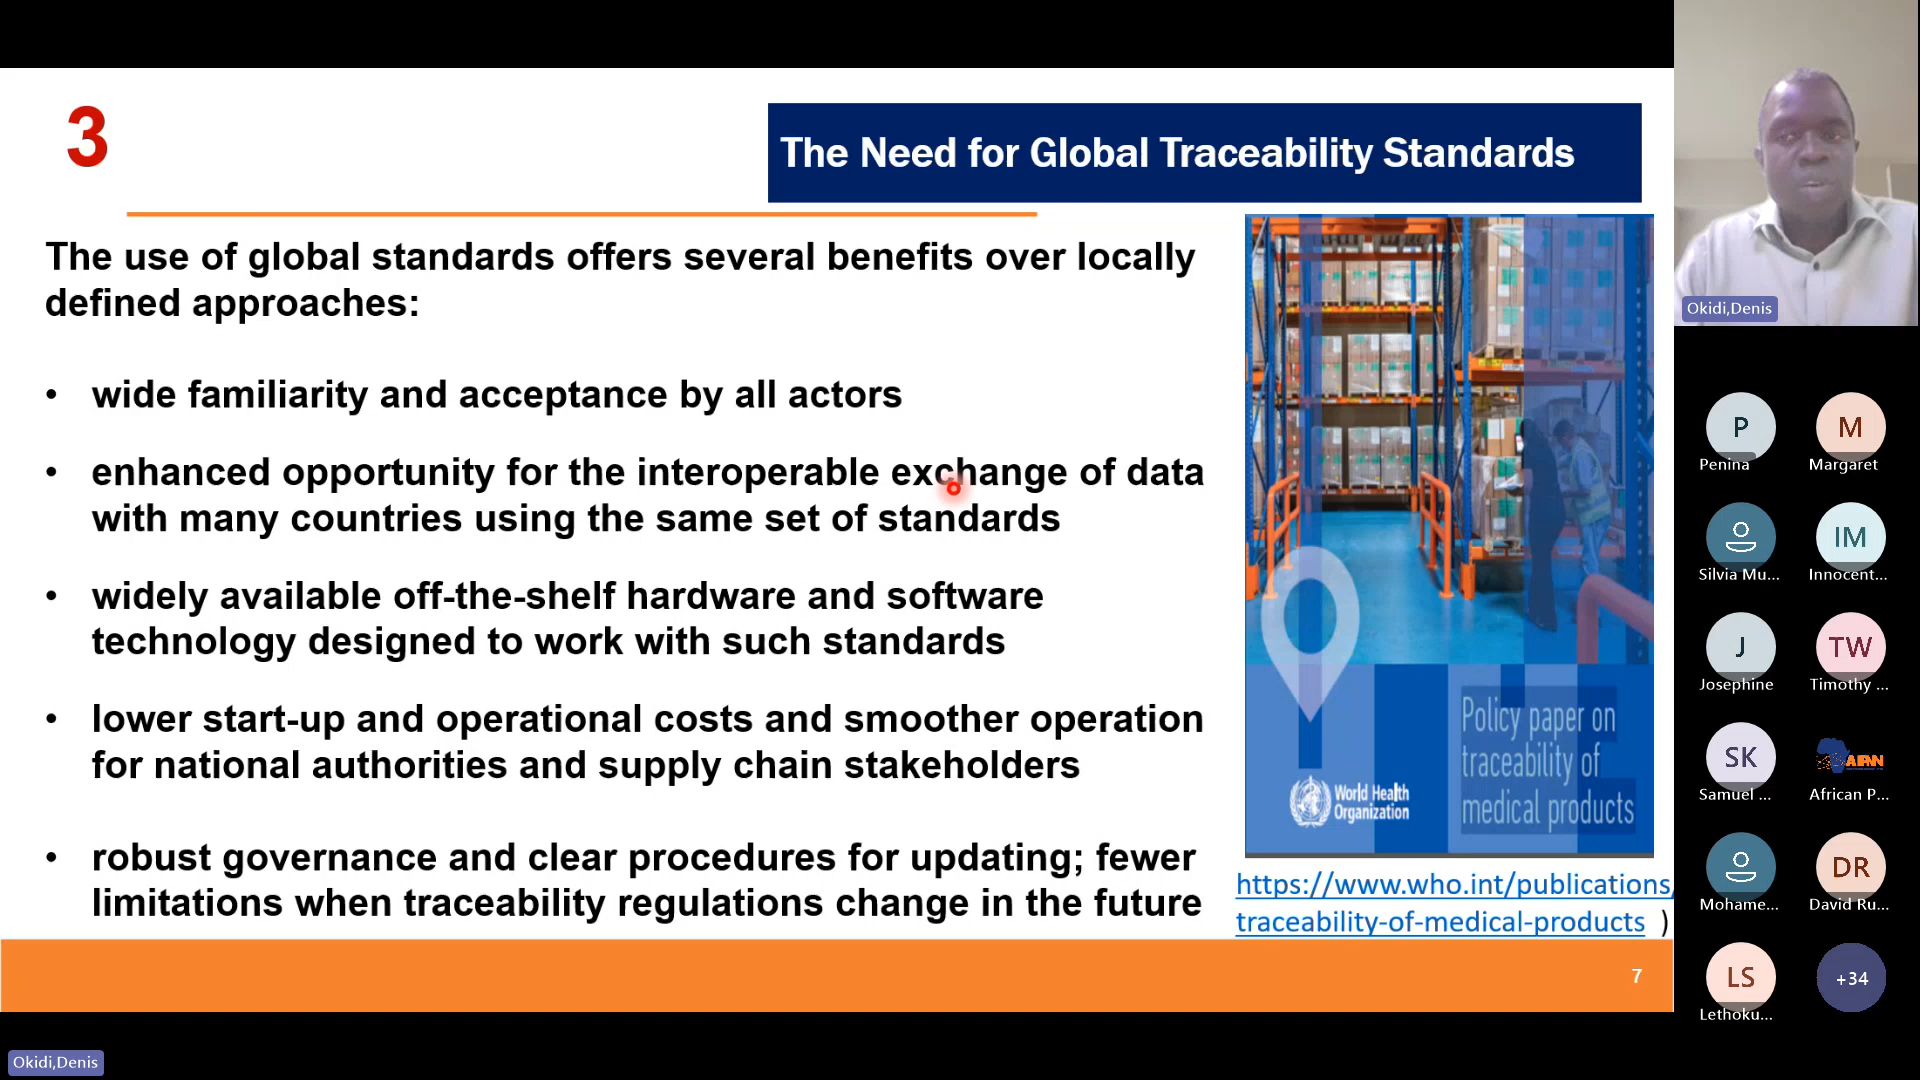 3
The Need for Global Traceability Standards
The use of global standards offers several benefits over locally
defined approaches:
• wide familiarity and acceptance by all actors
• enhanced opportunity for the interoperable exchange of data
with many countries using the same set of standards
• widely available off-the-shelf hardware and software
technology designed to work with such standards
• lower start-up and operational costs and smoother operation
for national authorities and supply chain stakeholders
• robust governance and clear procedures for updating; fewer
limitations when traceability regulations change in the future
World Health
Organization
Policy paper on
traceability of
medical products
https://www.who.int/publications/
traceability-of-medical-products )
7
Okidi,Denis
P
Penina
M
Margaret
Silvia Mu...
IM
Innocent...
J
Josephine
TW
Timothy ...
SK
Samuel ...
African P...
Mohame...
DR
David Ru...
LS
Lethoku...
+34
Okidi,Denis